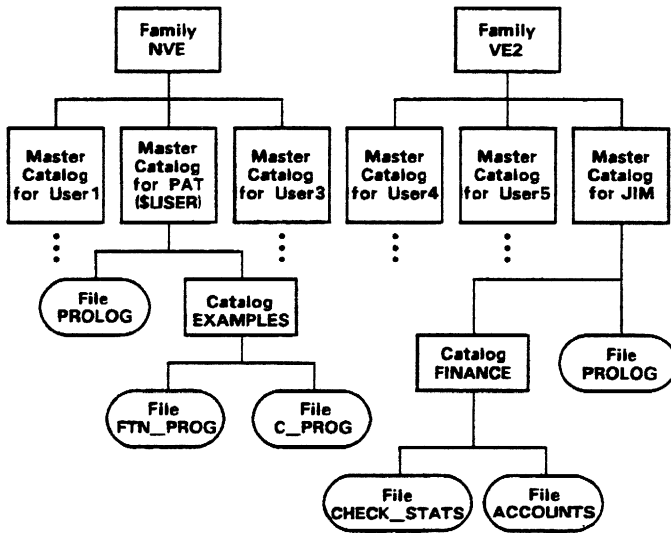 Family
NVE
Family
VE2
Master
Catalog
for User1
Master
Catalog
for PAT
($USER)
Master
Catalog
for User3
Master
Catalog
for User4
Master
Catalog
for User5
Master
Catalog
for JIM
File
PROLOG
Catalog
EXAMPLES
Catalog
FINANCE
File
PROLOG
File
FTN_PROG
File
C_PROG
File
CHECK_STATS
File
ACCOUNTS